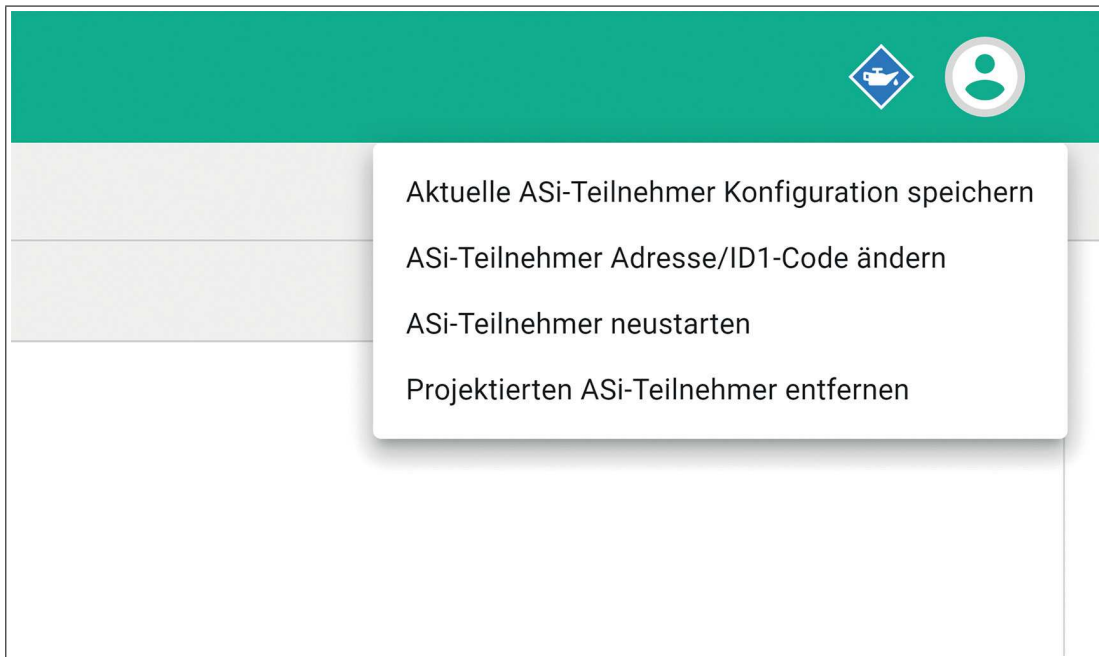 Aktuelle ASi-Teilnehmer Konfiguration speichern
ASi-Teilnehmer Adresse/ID1-Code ändern
ASi-Teilnehmer neustarten
Projektierten ASi-Teilnehmer entfernen